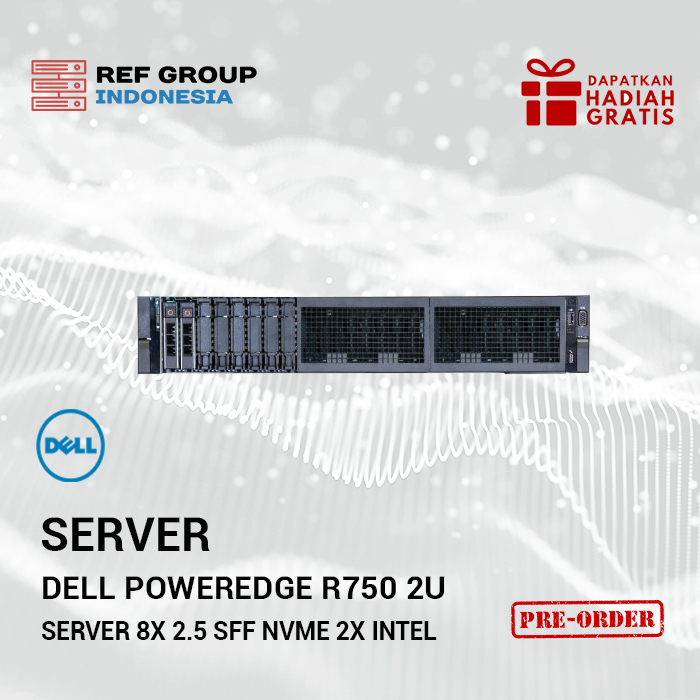 REF GROUP
INDONESIA
DAPATKAN
HADIAH
GRATIS
DELL
SERVER
DELL POWEREDGE R750 2U
SERVER 8X 2.5 SFF NVME 2X INTEL
PRE-ORDER